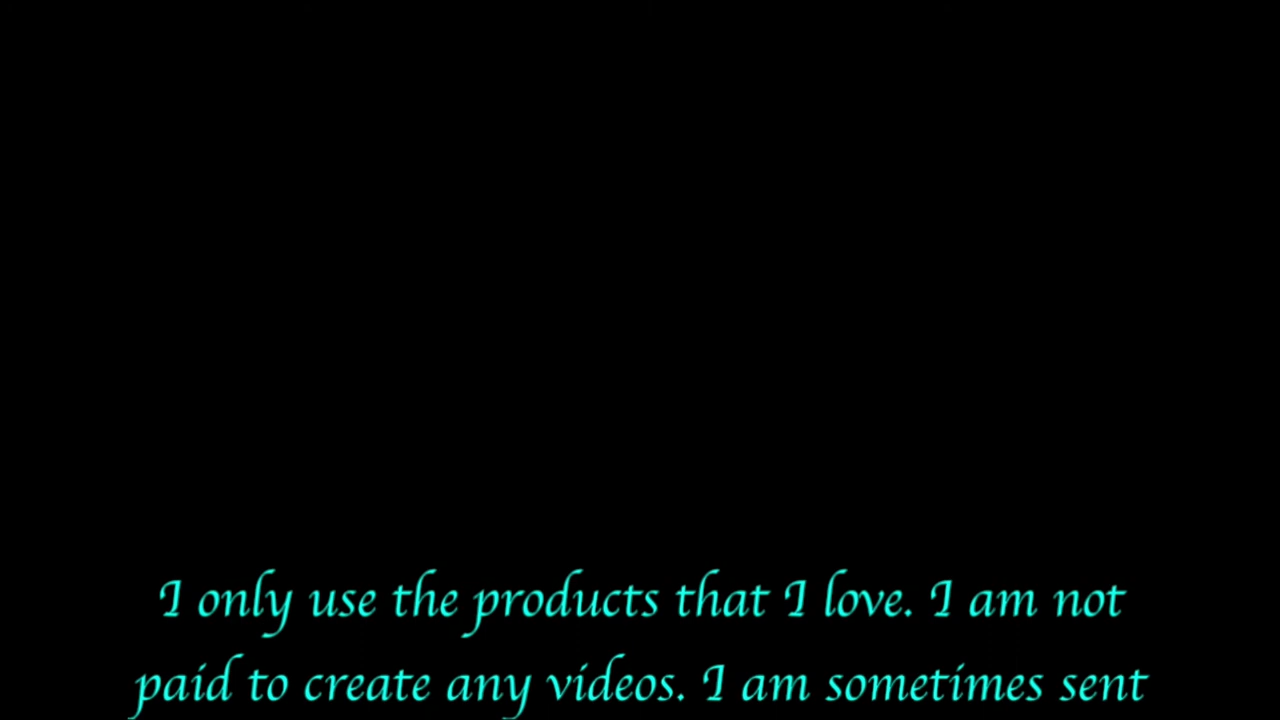 I only use the products that I love. I am not
paid to create any videos. I am sometimes sent